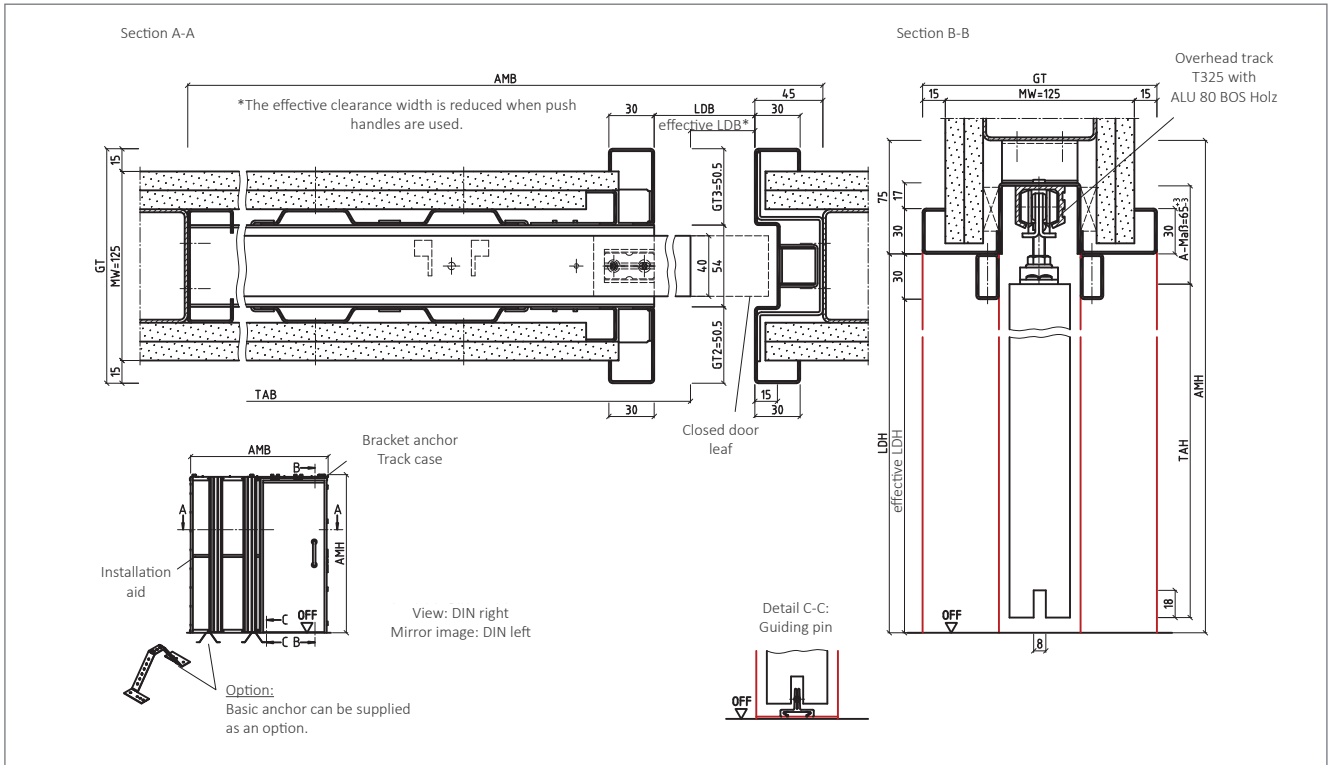 Section A-A
AMB
*The effective clearance width is reduced when push
handles are used.
30
LDB
45
30
effective LDB*
15
GT
MW=125
15
GT3=50.5
40
54
GT2=50.5
TAB
30
15
30
Closed door
leaf
Section B-B
Overhead track
T325 with
ALU 80 BOS Holz
GT
15
MW=125
15
75
17
30
30
30
A-Maß=65-3
-3
LDH
effective LDH
AMH
TAH
18
OFF
8
AMB
B
Bracket anchor
Track case
A
A
AMH
Installation
aid
C
OFF
C B
View: DIN right
Mirror image: DIN left
Option:
Basic anchor can be supplied
as an option.
Detail C-C:
Guiding pin
OFF